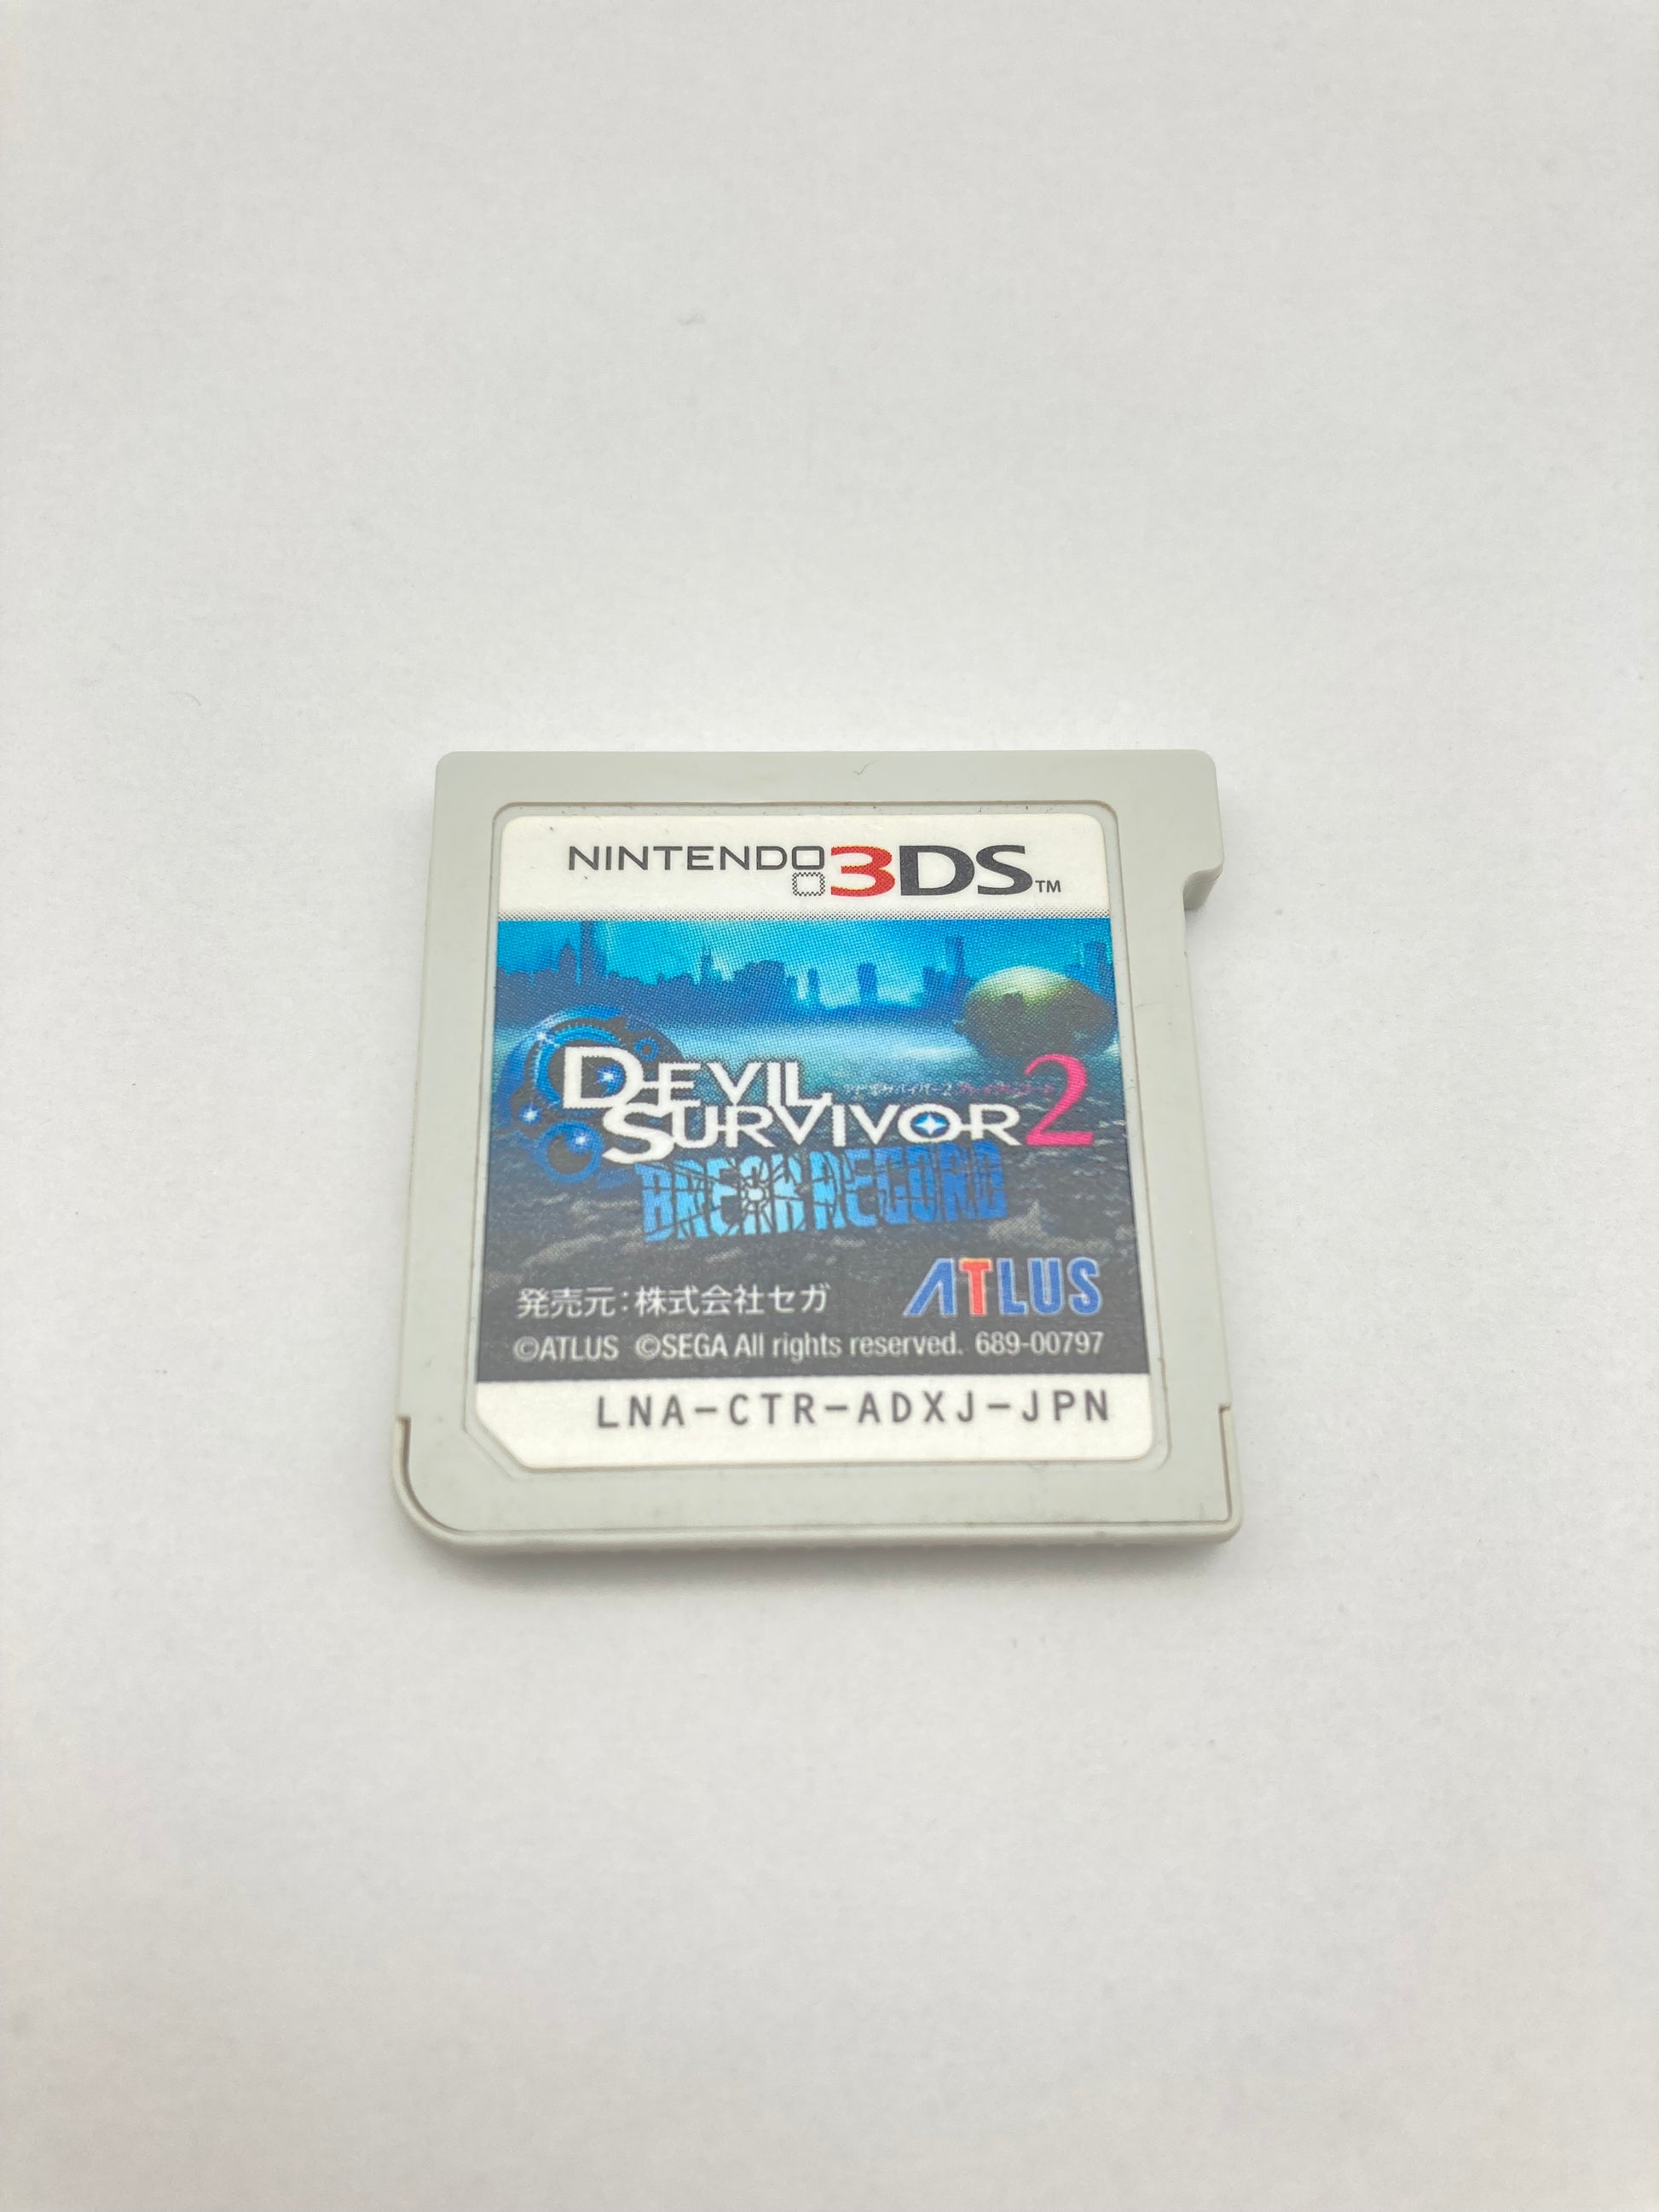 NINTENDO 3DS™
DEVIL
SURVIVOR 2
BREAK RECORD
ATLUS
発売元:株式会社セガ
©ATLUS ©SEGA All rights reserved. 689-00797
LNA-CTR-ADXJ-JPN